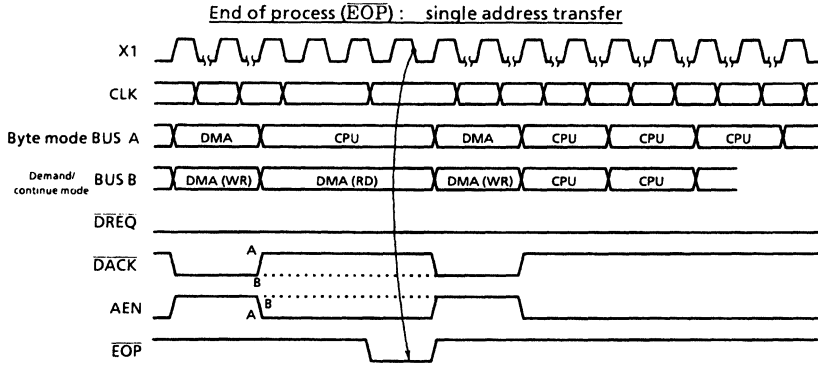 End of process (EOP) : single address transfer
X1
CLK
Byte mode BUS A DMA CPU DMA CPU CPU CPU
Demand/
continue mode BUS B DMA (WR) DMA (RD) DMA (WR) CPU CPU
DREQ
A
DACK
B
B
AEN
A
EOP